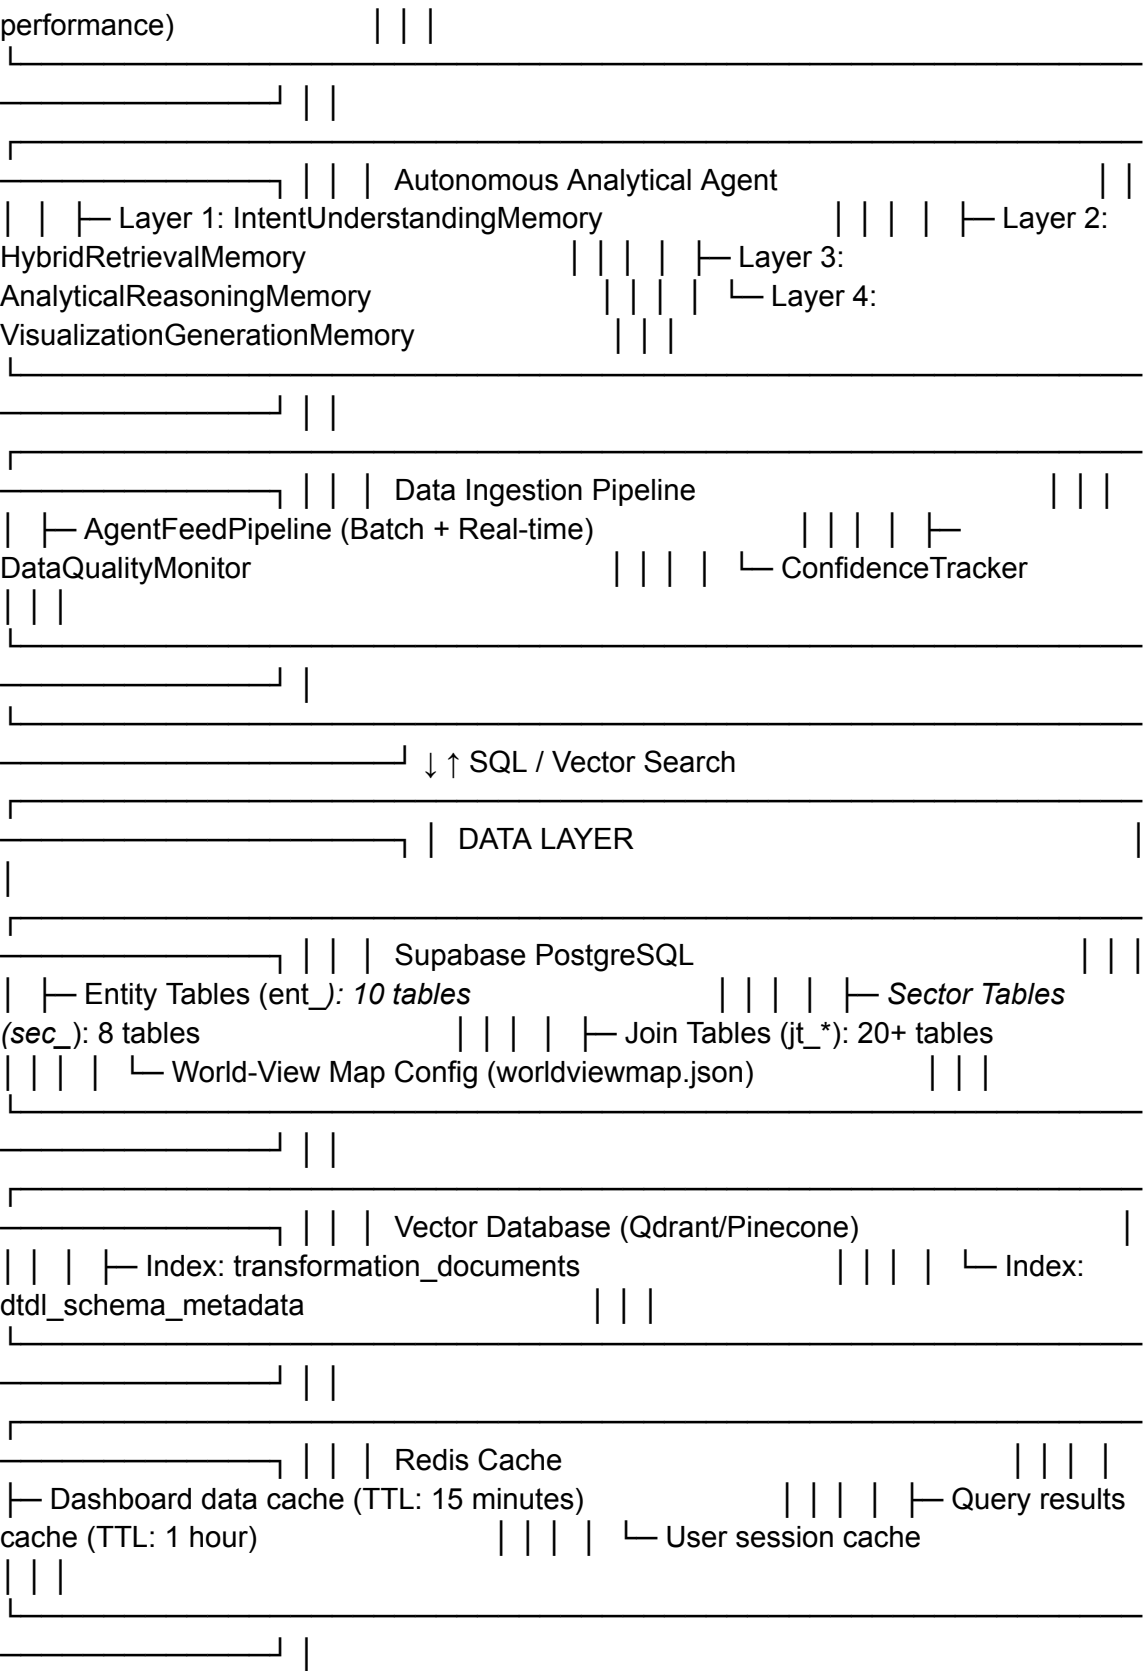 performance) │ │ │
└──────────────────────────────────────────────────────
─────────────┘ │ │
┌──────────────────────────────────────────────────────
─────────────┐ │ │ │ Autonomous Analytical Agent │ │
│ │ ├─ Layer 1: IntentUnderstandingMemory │ │ │ │ ├─ Layer 2:
HybridRetrievalMemory │ │ │ │ ├─ Layer 3:
AnalyticalReasoningMemory │ │ │ │ └─ Layer 4:
VisualizationGenerationMemory │ │ │
└──────────────────────────────────────────────────────
─────────────┘ │ │
┌──────────────────────────────────────────────────────
─────────────┐ │ │ │ Data Ingestion Pipeline │ │ │
│ ├─ AgentFeedPipeline (Batch + Real-time) │ │ │ │ ├─
DataQualityMonitor │ │ │ │ └─ ConfidenceTracker
│ │ │
└──────────────────────────────────────────────────────
─────────────┘ │
└──────────────────────────────────────────────────────
───────────────────┘ ↓ ↑ SQL / Vector Search
┌──────────────────────────────────────────────────────
───────────────────┐ │ DATA LAYER │
│
┌──────────────────────────────────────────────────────
─────────────┐ │ │ │ Supabase PostgreSQL │ │ │
│ ├─ Entity Tables (ent_): 10 tables │ │ │ │ ├─ Sector Tables
(sec_): 8 tables │ │ │ │ ├─ Join Tables (jt_*): 20+ tables
│ │ │ │ └─ World-View Map Config (worldviewmap.json) │ │ │
└──────────────────────────────────────────────────────
─────────────┘ │ │
┌──────────────────────────────────────────────────────
─────────────┐ │ │ │ Vector Database (Qdrant/Pinecone) │
│ │ │ ├─ Index: transformation_documents │ │ │ │ └─ Index:
dtdl_schema_metadata │ │ │
└──────────────────────────────────────────────────────
─────────────┘ │ │
┌──────────────────────────────────────────────────────
─────────────┐ │ │ │ Redis Cache │ │ │ │
├─ Dashboard data cache (TTL: 15 minutes) │ │ │ │ ├─ Query results
cache (TTL: 1 hour) │ │ │ │ └─ User session cache
│ │ │
└──────────────────────────────────────────────────────
─────────────┘ │